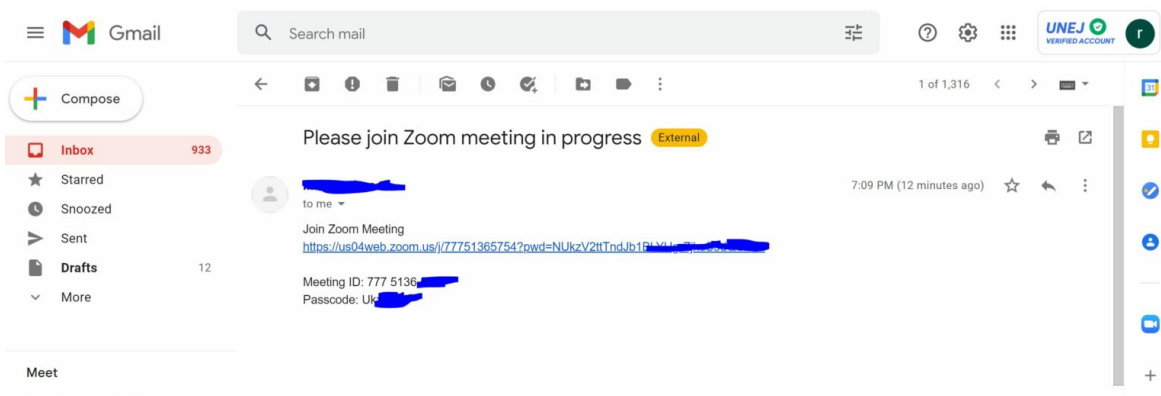 Gmail
Search mail
UNEJ
VERIFIED ACCOUNT
r
Compose
1 of 1,316
31
Please join Zoom meeting in progress External
Inbox 933
Starred
Snoozed
Sent
Drafts 12
More
Meet
7:09 PM (12 minutes ago)
to me
Join Zoom Meeting
https://us04web.zoom.us/j/77751365754?pwd=NUkzV2ttTndJb1
Meeting ID: 777 5136
Passcode: Uk